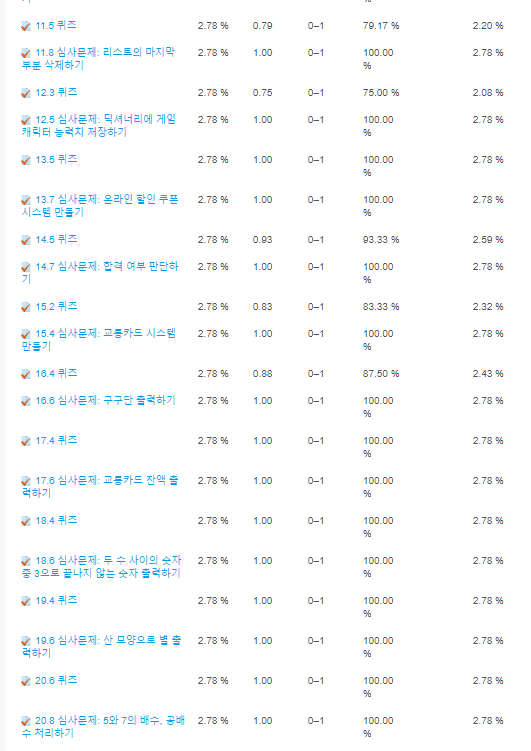 11.5 퀴즈 2.78 % 0.79 0–1 79.17 % 2.20 %
11.8 심사문제: 리스트의 마지막 2.78 % 1.00 0–1 100.00 2.78 %
부분 삭제하기 %
12.3 퀴즈 2.78 % 0.75 0–1 75.00 % 2.08 %
12.5 심사문제: 딕셔너리에 게임 2.78 % 1.00 0–1 100.00 2.78 %
캐릭터 능력치 저장하기 %
13.5 퀴즈 2.78 % 1.00 0–1 100.00 2.78 %
%
13.7 심사문제: 온라인 할인 쿠폰 2.78 % 1.00 0–1 100.00 2.78 %
시스템 만들기 %
14.5 퀴즈 2.78 % 0.93 0–1 93.33 % 2.59 %
14.7 심사문제: 합격 여부 판단하 2.78 % 1.00 0–1 100.00 2.78 %
기 %
15.2 퀴즈 2.78 % 0.83 0–1 83.33 % 2.32 %
15.4 심사문제: 교통카드 시스템 2.78 % 1.00 0–1 100.00 2.78 %
만들기 %
16.4 퀴즈 2.78 % 0.88 0–1 87.50 % 2.43 %
16.6 심사문제: 구구단 출력하기 2.78 % 1.00 0–1 100.00 2.78 %
%
17.4 퀴즈 2.78 % 1.00 0–1 100.00 2.78 %
%
17.6 심사문제: 교통카드 잔액 출 2.78 % 1.00 0–1 100.00 2.78 %
력하기 %
18.4 퀴즈 2.78 % 1.00 0–1 100.00 2.78 %
%
18.6 심사문제: 두 수 사이의 숫자 2.78 % 1.00 0–1 100.00 2.78 %
중 3으로 끝나지 않는 숫자 출력하기 %
19.4 퀴즈 2.78 % 1.00 0–1 100.00 2.78 %
%
19.6 심사문제: 산 모양으로 별 출 2.78 % 1.00 0–1 100.00 2.78 %
력하기 %
20.6 퀴즈 2.78 % 1.00 0–1 100.00 2.78 %
%
20.8 심사문제: 5와 7의 배수, 공배 2.78 % 1.00 0–1 100.00 2.78 %
수 처리하기 %